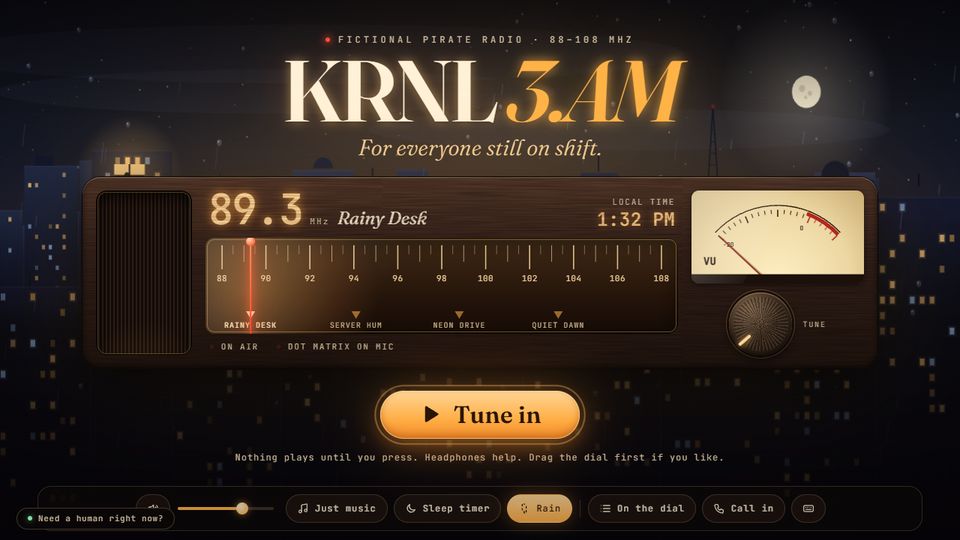 FICTIONAL PIRATE RADIO · 88–108 MHZ
KRNL 3.AM
For everyone still on shift.
89.3 MHz Rainy Desk
LOCAL TIME
1:32 PM
88 90 92 94 96 98 100 102 104 106 108
RAINY DESK SERVER HUM NEON DRIVE QUIET DAWN
ON AIR DOT MATRIX ON MIC
-20 0
VU
TUNE
Tune in
Nothing plays until you press. Headphones help. Drag the dial first if you like.
Just music Sleep timer Rain On the dial Call in
Need a human right now?